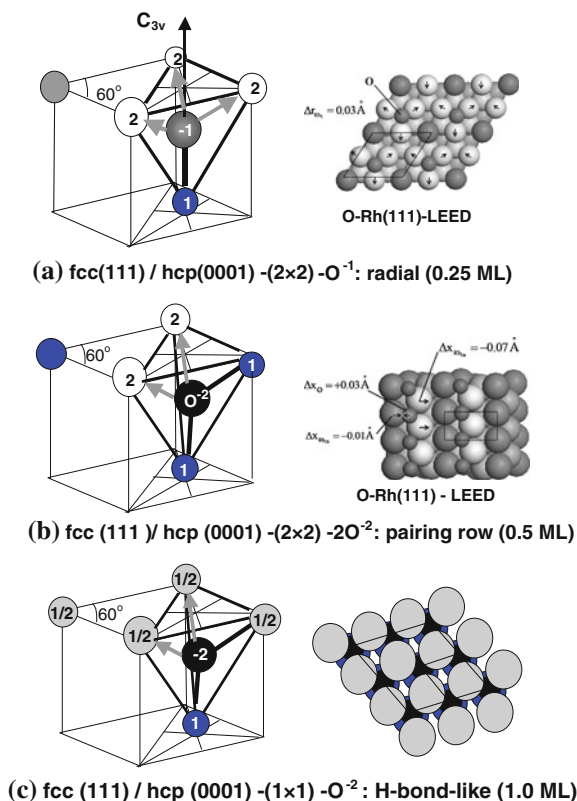 C3v
2
2
60°
2
-1
1
O
Δr_Rh1 = 0.03 Å
O-Rh(111)-LEED
(a) fcc(111) / hcp(0001) -(2×2) -O⁻¹: radial (0.25 ML)
2
60°
2
1
O⁻²
1
= −0.07 Å
Δx_O = +0.03 Å
= −0.01 Å
O-Rh(111) - LEED
(b) fcc (111 )/ hcp (0001) -(2×2) -2O⁻²: pairing row (0.5 ML)
1/2
1/2
60°
1/2
1/2
-2
1
(c) fcc (111) / hcp (0001) -(1×1) -O⁻² : H-bond-like (1.0 ML)